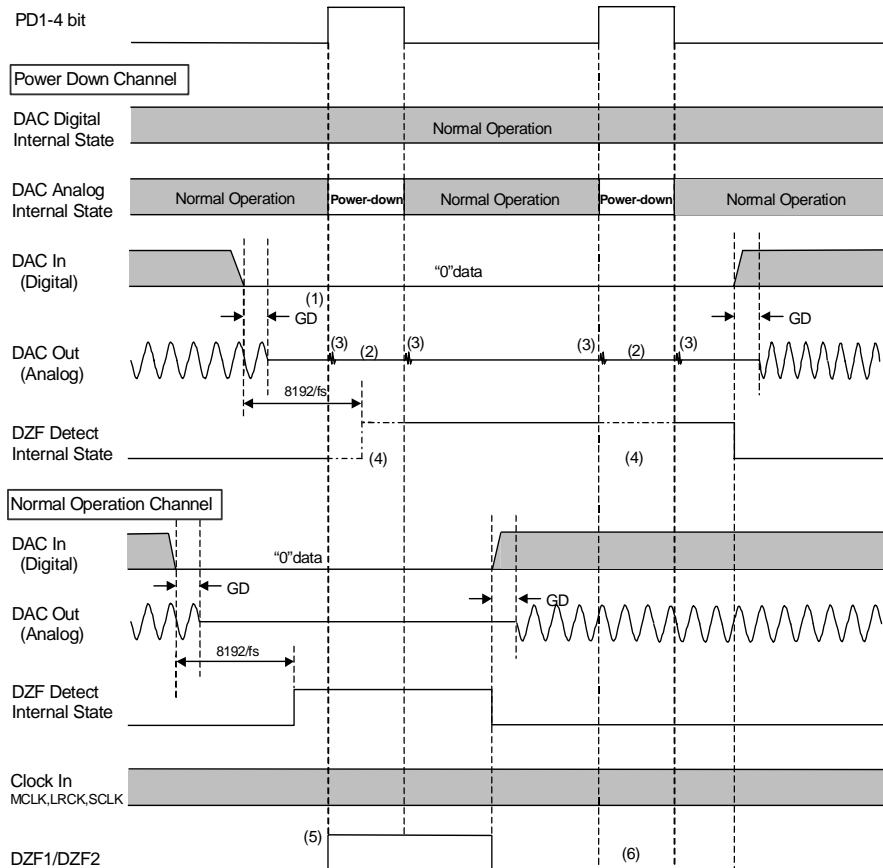 PD1-4 bit
Power Down Channel
DAC Digital
Internal State
Normal Operation
DAC Analog
Internal State
Normal Operation
Power-down
Normal Operation
Power-down
Normal Operation
DAC In
(Digital)
“0”data
(1)
GD
GD
DAC Out
(Analog)
(3)
(2)
(3)
(3)
(2)
(3)
8192/fs
DZF Detect
Internal State
(4)
(4)
Normal Operation Channel
DAC In
(Digital)
“0”data
GD
GD
DAC Out
(Analog)
8192/fs
DZF Detect
Internal State
Clock In
MCLK,LRCK,SCLK
(5)
(6)
DZF1/DZF2